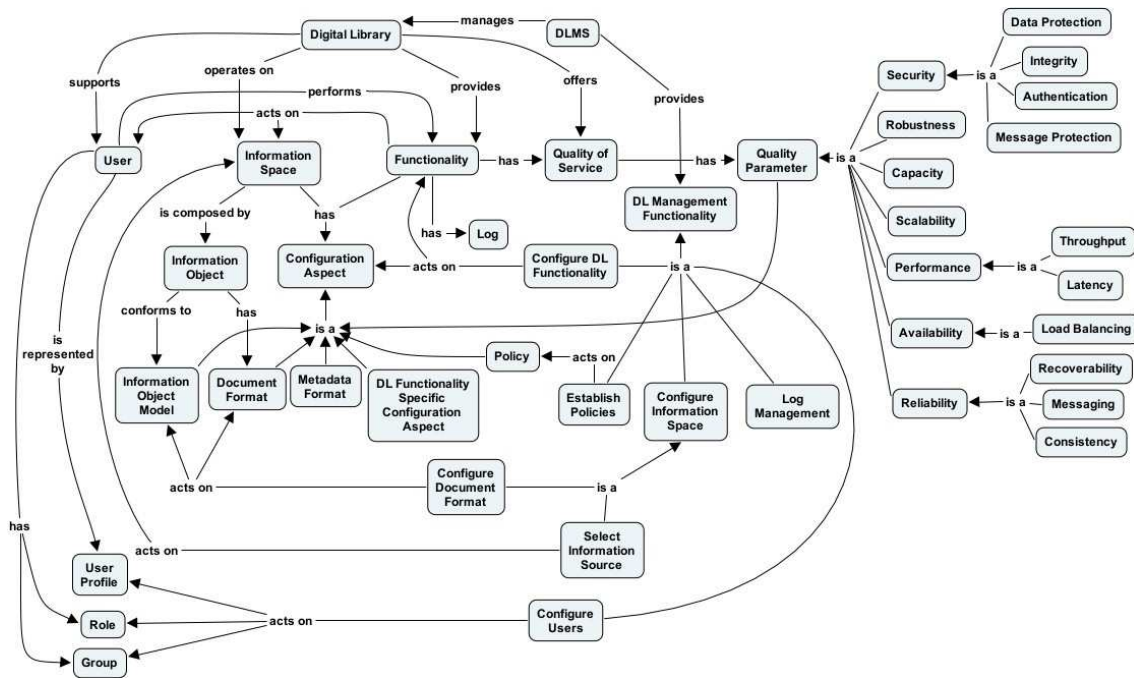 manages
Data Protection
Digital Library
DLMS
Integrity
Security
is a
supports
operates on
provides
offers
Authentication
performs
provides
Robustness
Message Protection
acts on
User
Information
Space
Functionality
has
Quality of
Service
has
Quality
Parameter
is a
Capacity
is composed by
has
has
Log
DL Management
Functionality
Scalability
Throughput
Information
Object
Configuration
Aspect
acts on
Configure DL
Functionality
is a
Performance
is a
Latency
conforms to
has
is a
Availability
is a
Load Balancing
is
represented
by
Policy
acts on
Recoverability
Information
Object
Model
Document
Format
Metadata
Format
DL Functionality
Specific
Configuration
Aspect
Establish
Policies
Configure
Information
Space
Log
Management
Reliability
is a
Messaging
Consistency
acts on
Configure
Document
Format
is a
has
acts on
Select
Information
Source
User
Profile
Role
acts on
Configure
Users
Group